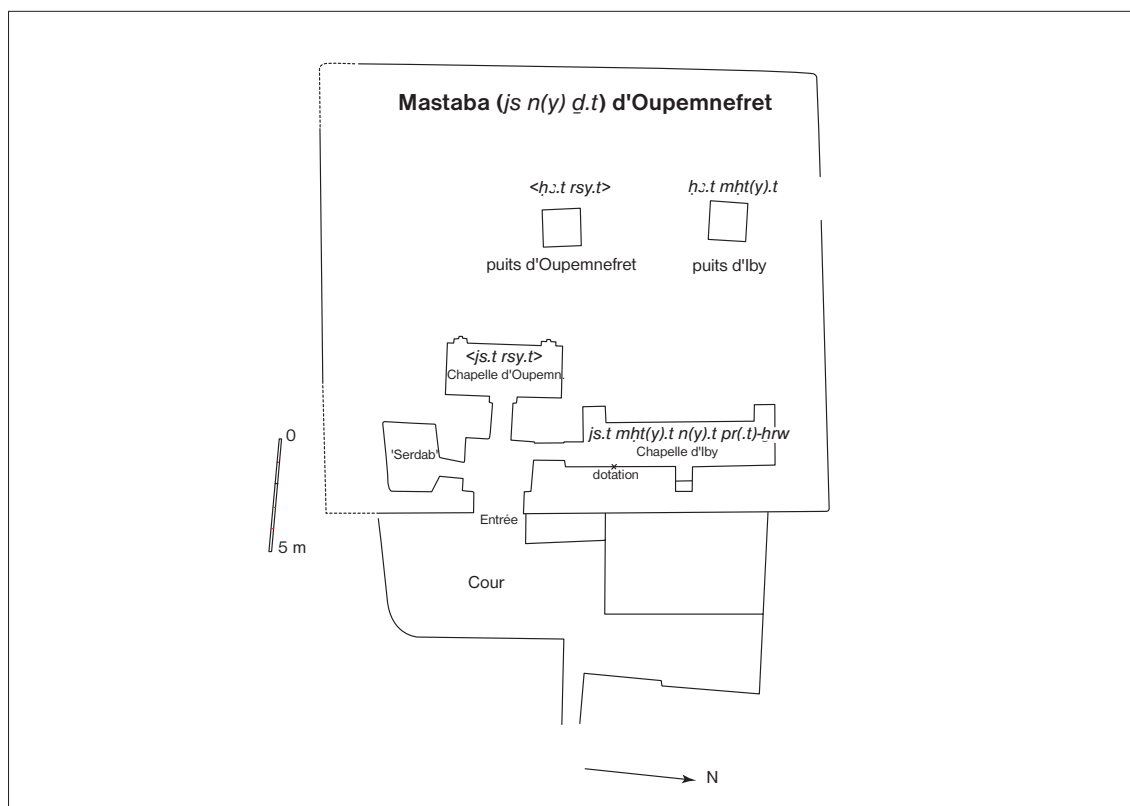 Mastaba (js n(y) ḏ.t) d'Oupemnefret
<ḥꜣ.t rsy.t>
ḥꜣ.t mḥt(y).t
puits d'Oupemnefret
puits d'Iby
<js.t rsy.t>
Chapelle d'Oupemn.
js.t mḥt(y).t n(y).t pr(.t)-ḫrw
Chapelle d'Iby
'Serdab'
dotation
0
5 m
Entrée
Cour
N